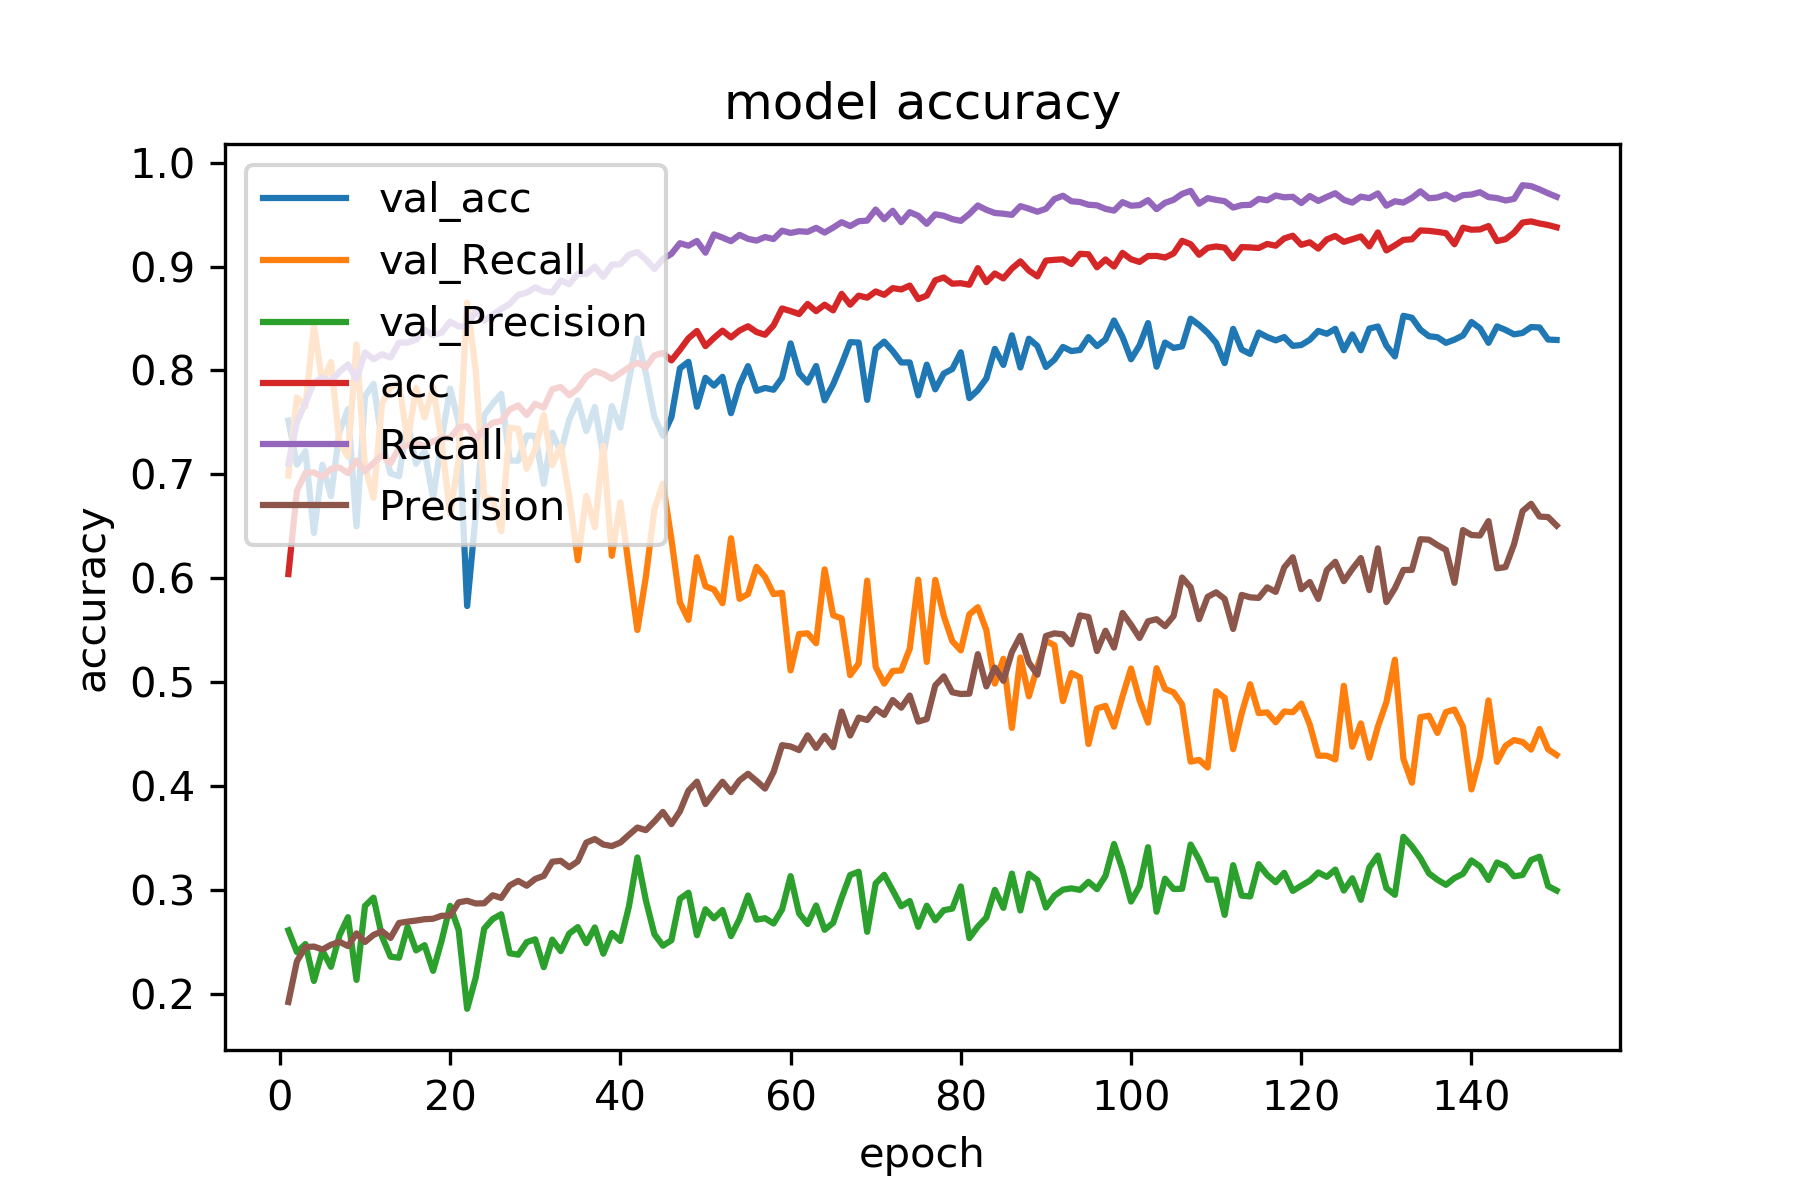 model accuracy
1.0
0.9
0.8
0.7
0.6
0.5
0.4
0.3
0.2
accuracy
val_acc
val_Recall
val_Precision
acc
Recall
Precision
0 20 40 60 80 100 120 140
epoch